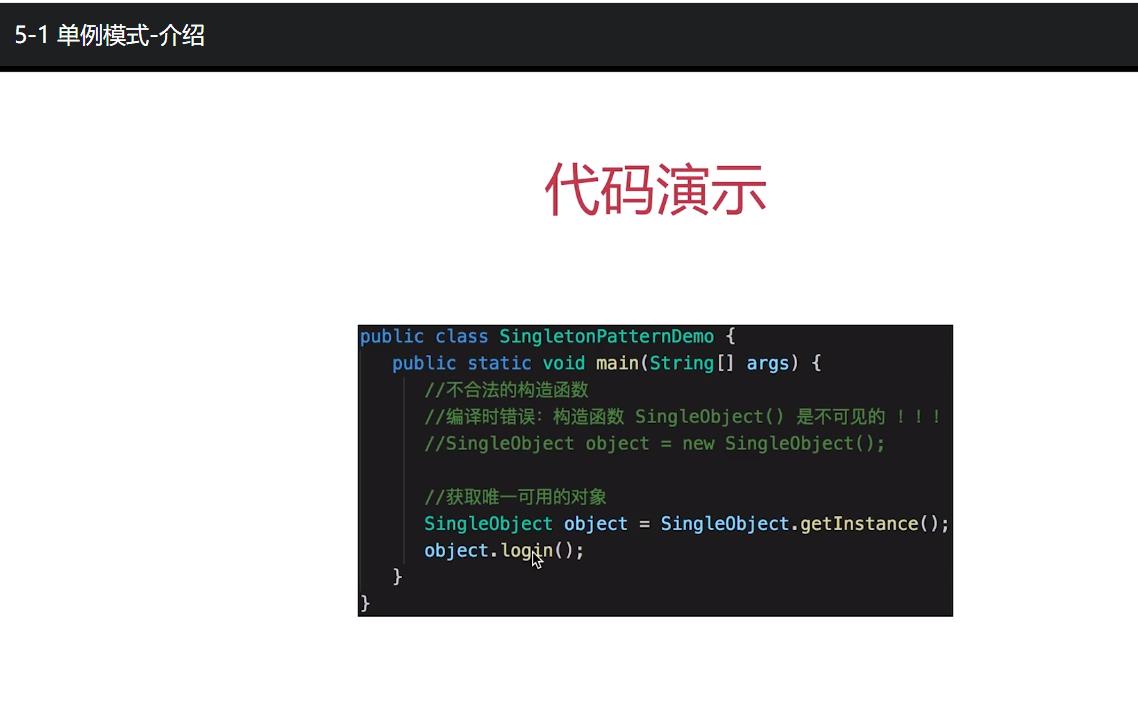 5-1 单例模式-介绍
代码演示
public class SingletonPatternDemo {
public static void main(String[] args) {
//不合法的构造函数
//编译时错误：构造函数 SingleObject() 是不可见的 ！！！
//SingleObject object = new SingleObject();
//获取唯一可用的对象
SingleObject object = SingleObject.getInstance();
object.login();
}
}